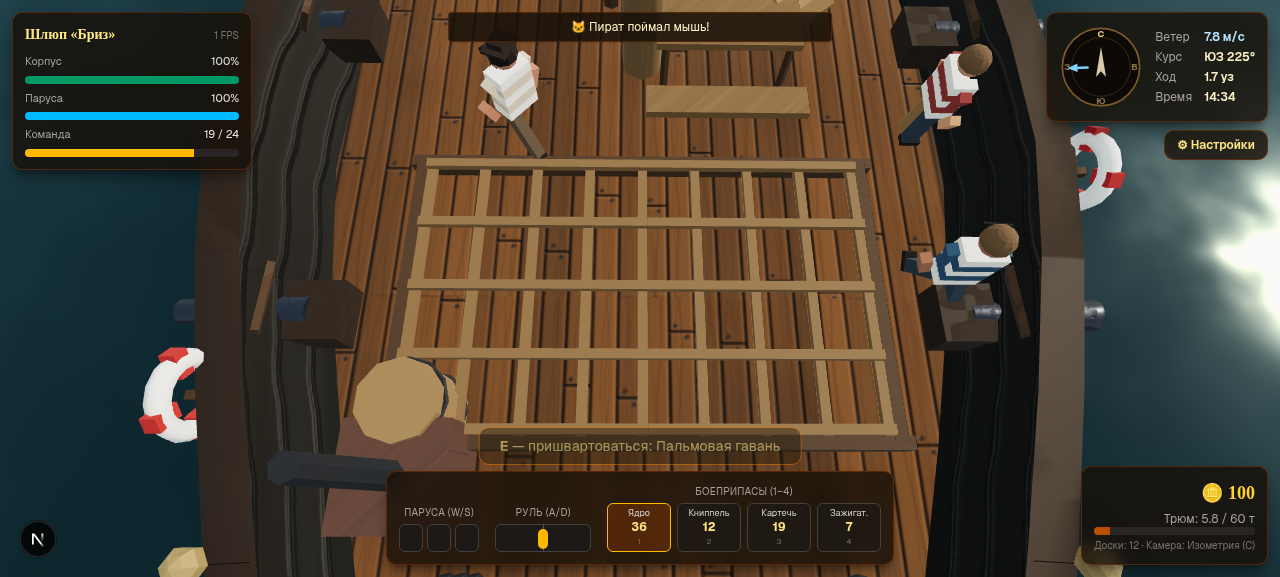 Шлюп «Бриз»
1 FPS
Корпус 100%
Паруса 100%
Команда 19 / 24
🐱 Пират поймал мышь!
С
З В
Ю
Ветер 7.8 м/с
Курс ЮЗ 225°
Ход 1.7 уз
Время 14:34
⚙ Настройки
E — пришвартоваться: Пальмовая гавань
ПАРУСА (W/S)
РУЛЬ (A/D)
БОЕПРИПАСЫ (1–4)
Ядро
36
1
Книппель
12
2
Картечь
19
3
Зажигат.
7
4
🪙 100
Трюм: 5.8 / 60 т
Доски: 12 · Камера: Изометрия (C)
N